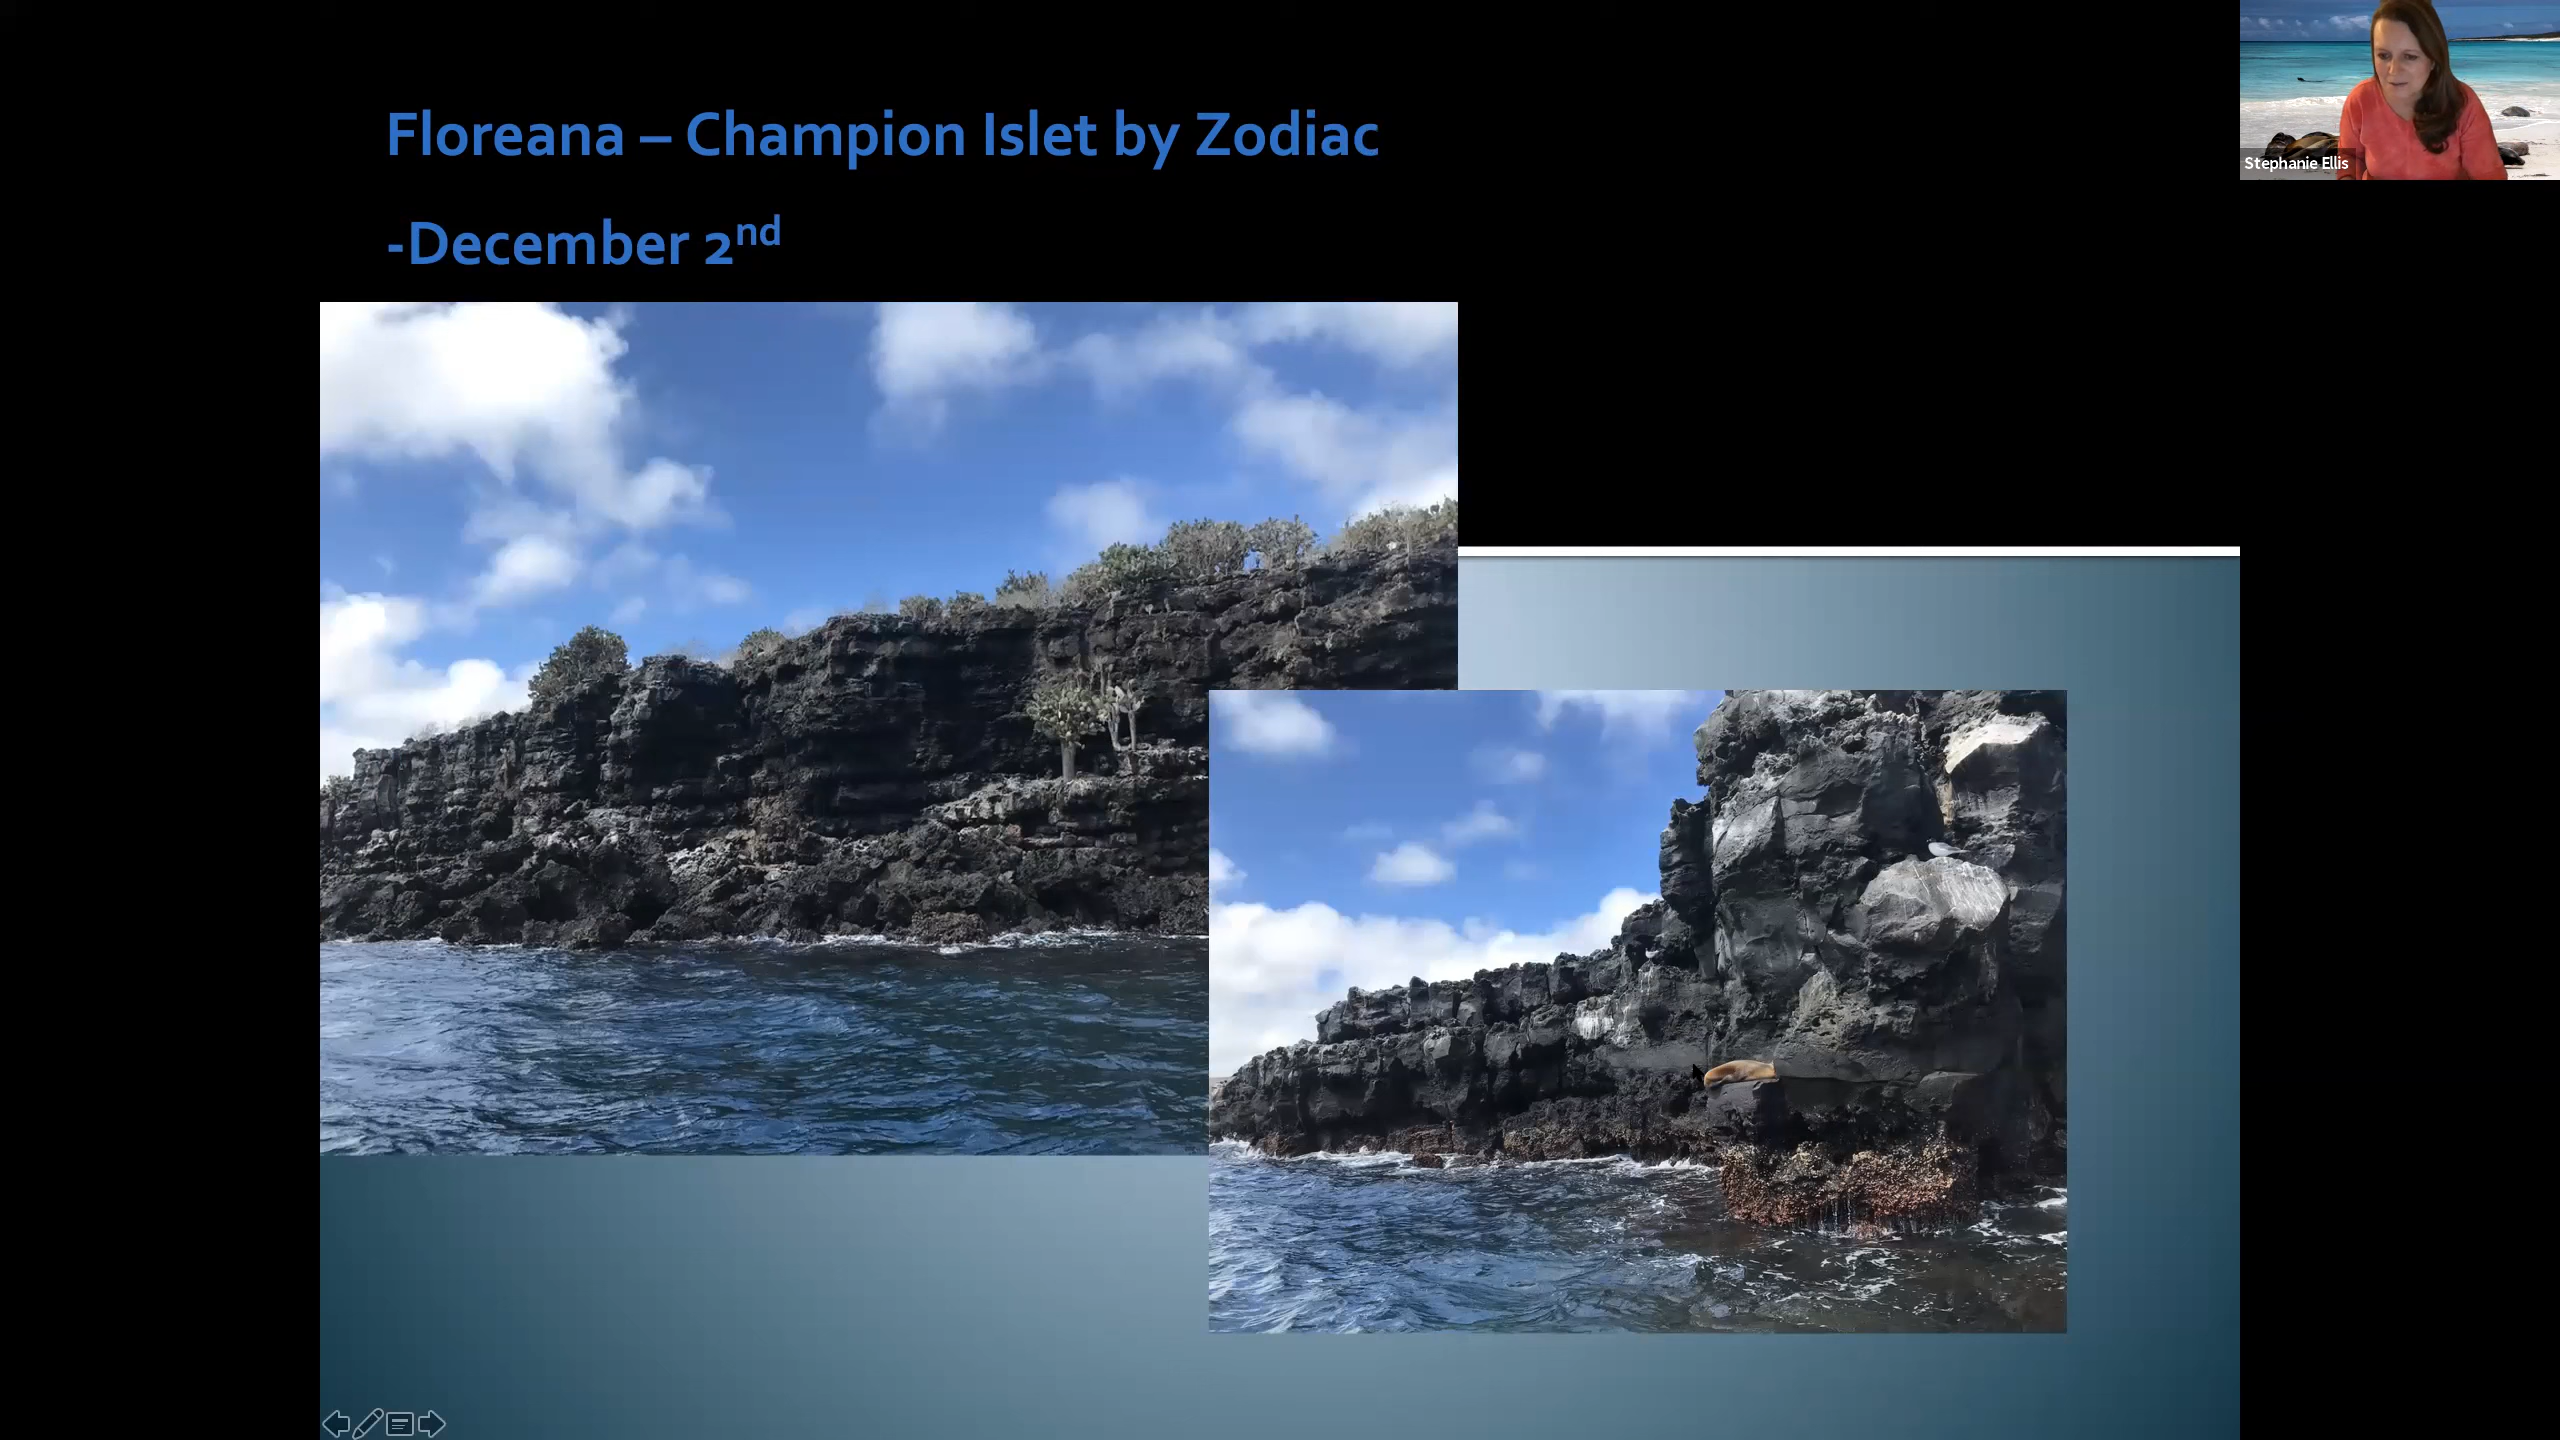 Floreana – Champion Islet by Zodiac
-December 2nd
Stephanie Ellis